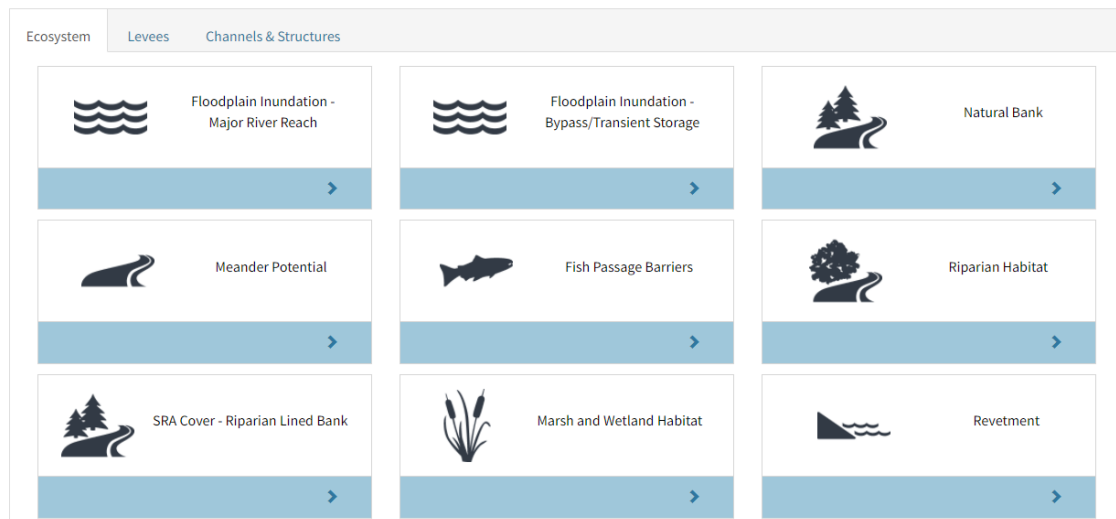 Ecosystem
Levees
Channels & Structures
Floodplain Inundation -
Major River Reach
Floodplain Inundation -
Bypass/Transient Storage
Natural Bank
Meander Potential
Fish Passage Barriers
Riparian Habitat
SRA Cover - Riparian Lined Bank
Marsh and Wetland Habitat
Revetment